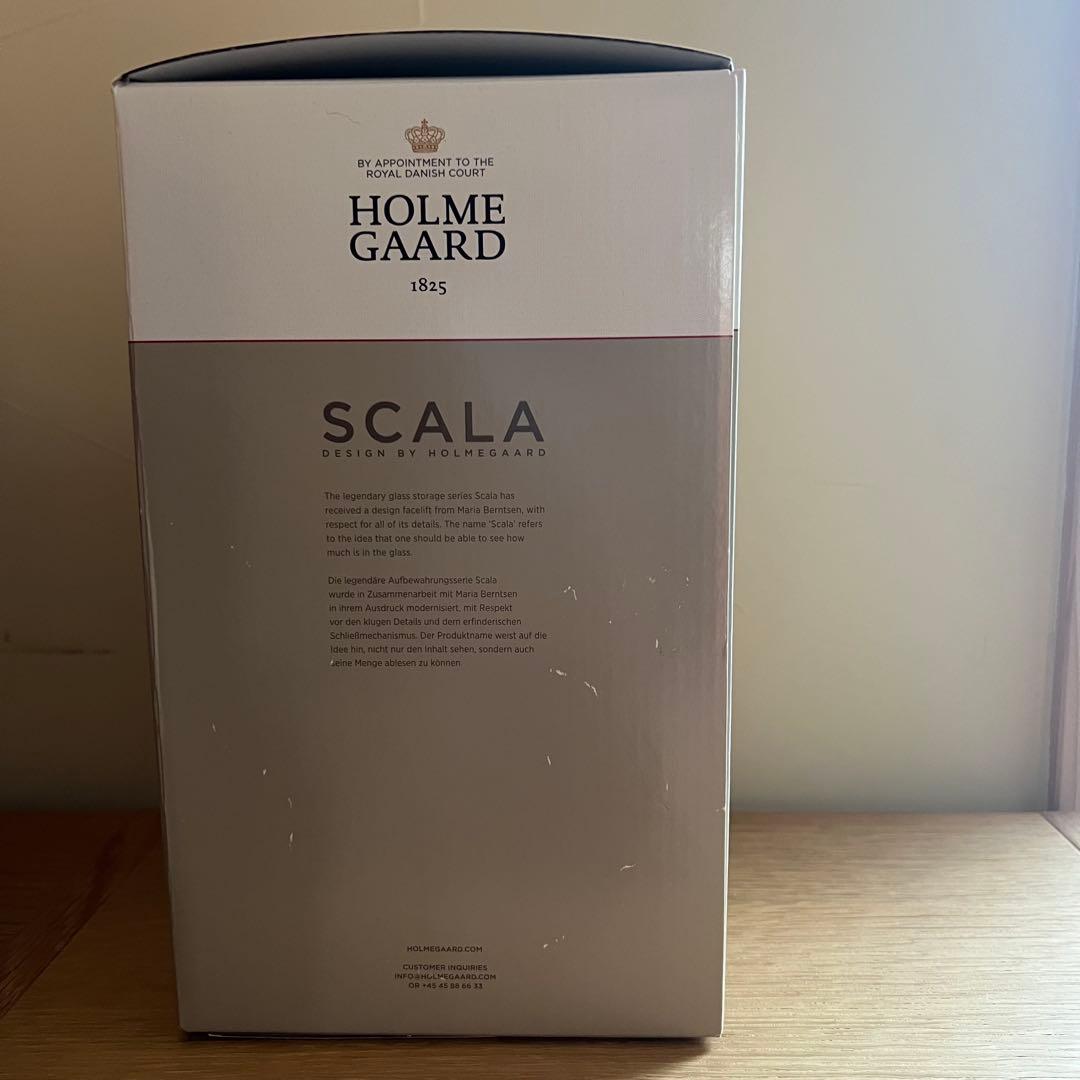 BY APPOINTMENT TO THE
ROYAL DANISH COURT
HOLME
GAARD
1825
SCALA
DESIGN BY HOLMEGAARD
The legendary glass storage series Scala has
received a design facelift from Maria Berntsen, with
respect for all of its details. The name 'Scala' refers
to the idea that one should be able to see how
much is in the glass.
Die legendäre Aufbewahrungsserie Scala
wurde in Zusammenarbeit mit Maria Berntsen
in ihrem Ausdruck modernisiert, mit Respekt
vor den klugen Details und dem erfinderischen
Schließmechanismus. Der Produktname weist auf die
Idee hin, nicht nur den Inhalt sehen, sondern auch
seine Menge ablesen zu können.
HOLMEGAARD.COM
CUSTOMER INQUIRIES
INFO@HOLMEGAARD.COM
OR +45 45 88 66 33